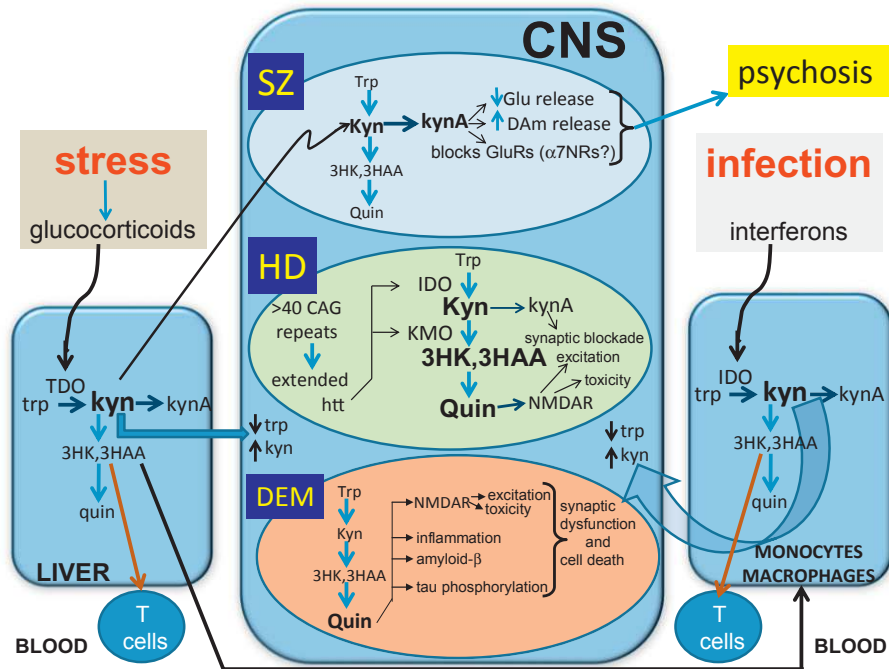 CNS
SZ
Trp
Kyn
kynA
Glu release
DAm release
blocks GluRs (α7NRs?)
3HK,3HAA
Quin
psychosis
stress
glucocorticoids
infection
interferons
HD
>40 CAG
repeats
extended
htt
Trp
IDO
Kyn
kynA
KMO
3HK,3HAA
synaptic blockade
excitation
toxicity
Quin
NMDAR
TDO
trp
kyn
kynA
3HK,3HAA
quin
LIVER
T
cells
BLOOD
trp
kyn
trp
kyn
DEM
Trp
Kyn
3HK,3HAA
Quin
NMDAR
excitation
toxicity
inflammation
amyloid-β
tau phosphorylation
synaptic
dysfunction
and
cell death
IDO
trp
kyn
kynA
3HK,3HAA
quin
MONOCYTES
MACROPHAGES
T
cells
BLOOD